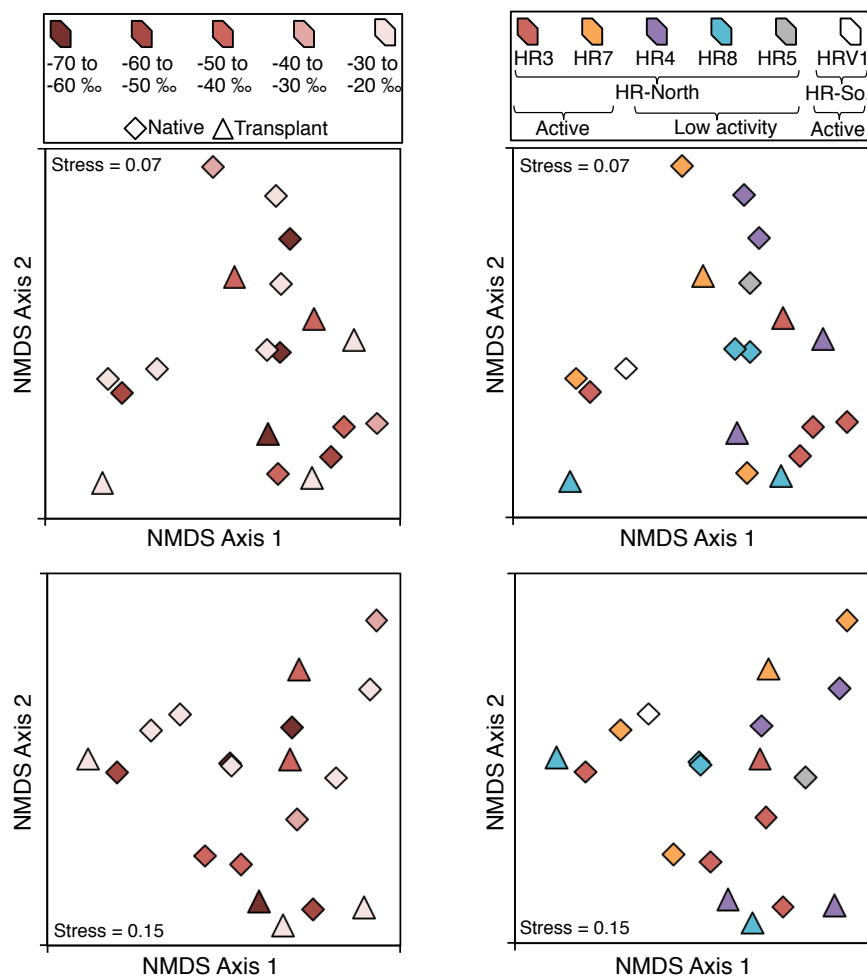 -70 to -60 to -50 to -40 to -30 to
-60 ‰ -50 ‰ -40 ‰ -30 ‰ -20 ‰
Native Transplant
HR3 HR7 HR4 HR8 HR5 HRV1
HR-North HR-So.
Active Low activity Active
Stress = 0.07
NMDS Axis 2
NMDS Axis 1
Stress = 0.07
NMDS Axis 2
NMDS Axis 1
NMDS Axis 2
Stress = 0.15
NMDS Axis 1
NMDS Axis 2
Stress = 0.15
NMDS Axis 1